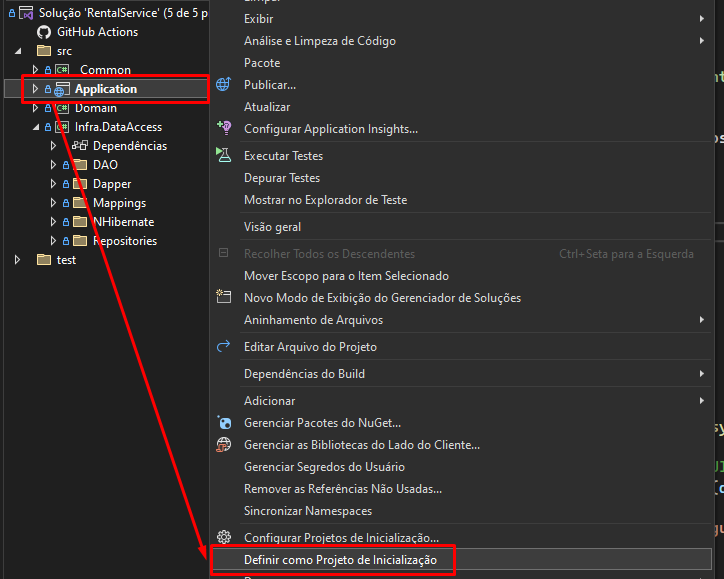 Solução 'RentalService' (5 de 5 p
GitHub Actions
src
_Common
Application
Domain
Infra.DataAccess
Dependências
DAO
Dapper
Mappings
NHibernate
Repositories
test
Exibir
Análise e Limpeza de Código
Pacote
Publicar...
Atualizar
Configurar Application Insights...
Executar Testes
Depurar Testes
Mostrar no Explorador de Teste
Visão geral
Recolher Todos os Descendentes Ctrl+Seta para a Esquerda
Mover Escopo para o Item Selecionado
Novo Modo de Exibição do Gerenciador de Soluções
Aninhamento de Arquivos
Editar Arquivo do Projeto
Dependências do Build
Adicionar
Gerenciar Pacotes do NuGet...
Gerenciar as Bibliotecas do Lado do Cliente...
Gerenciar Segredos do Usuário
Remover as Referências Não Usadas...
Sincronizar Namespaces
Configurar Projetos de Inicialização...
Definir como Projeto de Inicialização